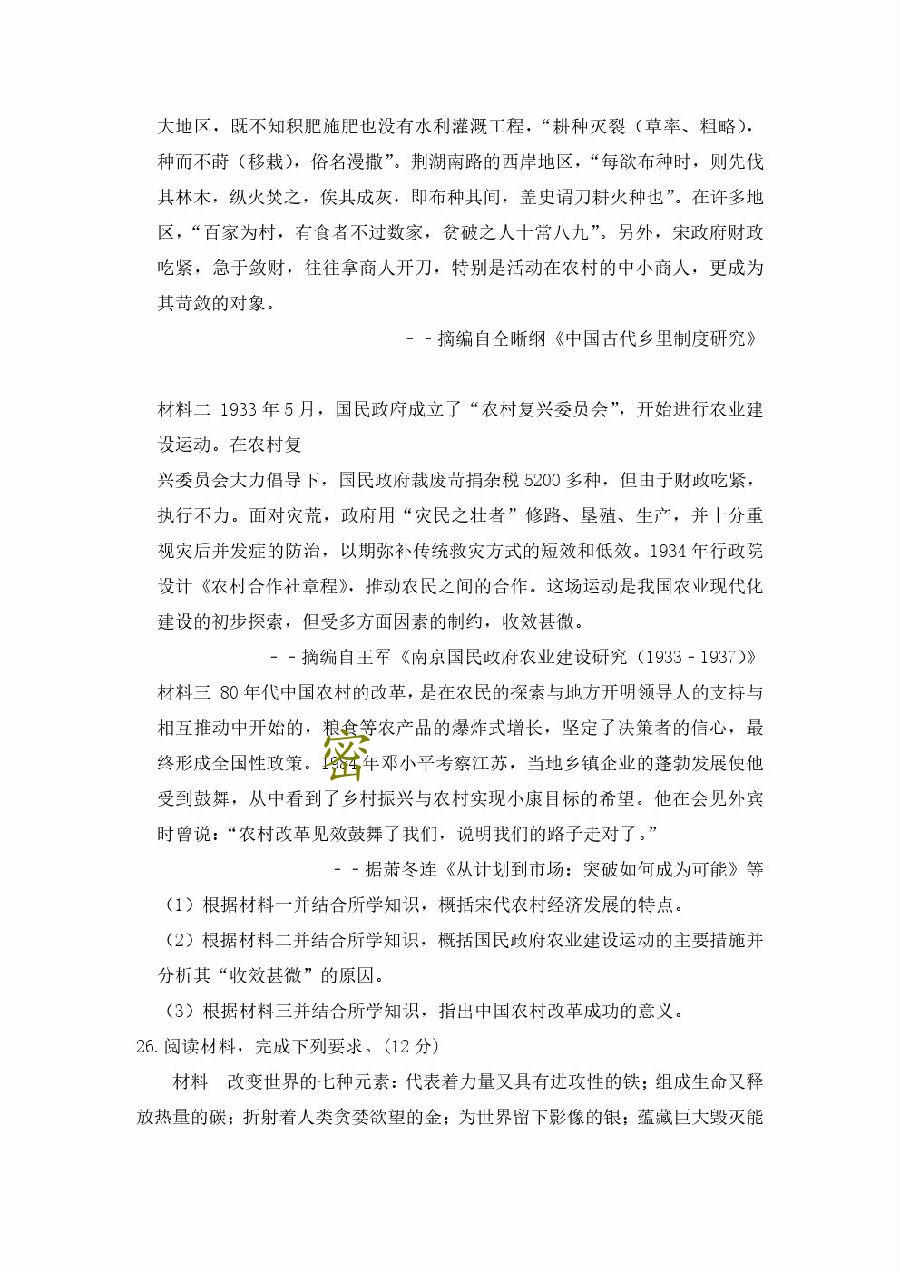 大地区，既不知积肥施肥也没有水利灌溉工程，“耕种灭裂（草率、粗略），
种而不莳（移栽），俗名漫撒”。荆湖南路的西岸地区，“每欲布种时，则先伐
其林木，纵火焚之，俟其成灰，即布种其间，盖史谓刀耕火种也”。在许多地
区，“百家为村，有食者不过数家，贫破之人十常八九”。另外，宋政府财政
吃紧，急于敛财，往往拿商人开刀，特别是活动在农村的中小商人，更成为
其苛敛的对象。
--摘编自仝晰纲《中国古代乡里制度研究》
材料二 1933年5月，国民政府成立了“农村复兴委员会”，开始进行农业建
设运动。在农村复
兴委员会大力倡导下，国民政府裁废苛捐杂税5200多种，但由于财政吃紧，
执行不力。面对灾荒，政府用“灾民之壮者”修路、垦殖、生产，并十分重
视灾后并发症的防治，以期弥补传统救灾方式的短效和低效。1934年行政院
设计《农村合作社章程》，推动农民之间的合作。这场运动是我国农业现代化
建设的初步探索，但受多方面因素的制约，收效甚微。
--摘编自王军《南京国民政府农业建设研究（1933-1937）》
材料三 80年代中国农村的改革，是在农民的探索与地方开明领导人的支持与
相互推动中开始的，粮食等农产品的爆炸式增长，坚定了决策者的信心，最
终形成全国性政策。1984年邓小平考察江苏，当地乡镇企业的蓬勃发展使他
密
受到鼓舞，从中看到了乡村振兴与农村实现小康目标的希望。他在会见外宾
时曾说：“农村改革见效鼓舞了我们，说明我们的路子走对了。”
--据萧冬连《从计划到市场：突破如何成为可能》等
（1）根据材料一并结合所学知识，概括宋代农村经济发展的特点。
（2）根据材料二并结合所学知识，概括国民政府农业建设运动的主要措施并
分析其“收效甚微”的原因。
（3）根据材料三并结合所学知识，指出中国农村改革成功的意义。
26.阅读材料，完成下列要求。（12分）
材料 改变世界的七种元素：代表着力量又具有进攻性的铁；组成生命又释
放热量的碳；折射着人类贪婪欲望的金；为世界留下影像的银；蕴藏巨大毁灭能